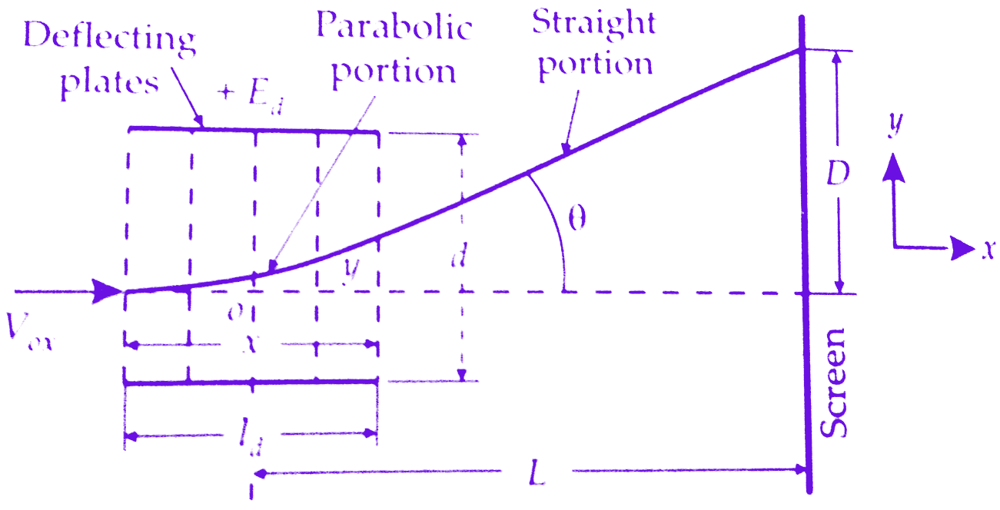 Deflecting
plates
+ E_d
Parabolic
portion
Straight
portion
y
x
D
θ
d
y
o
x
V_ox
l_d
L
Screen